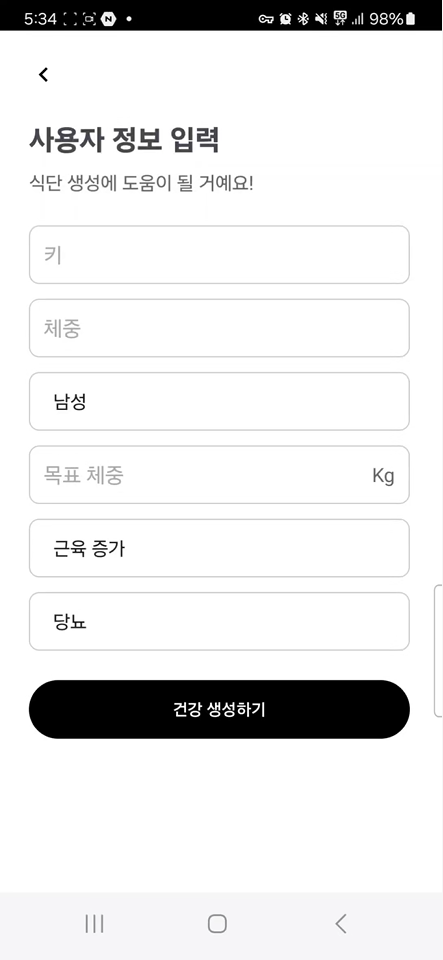 5:34
5G
98%
사용자 정보 입력
식단 생성에 도움이 될 거예요!
키
체중
남성
목표 체중 Kg
근육 증가
당뇨
건강 생성하기